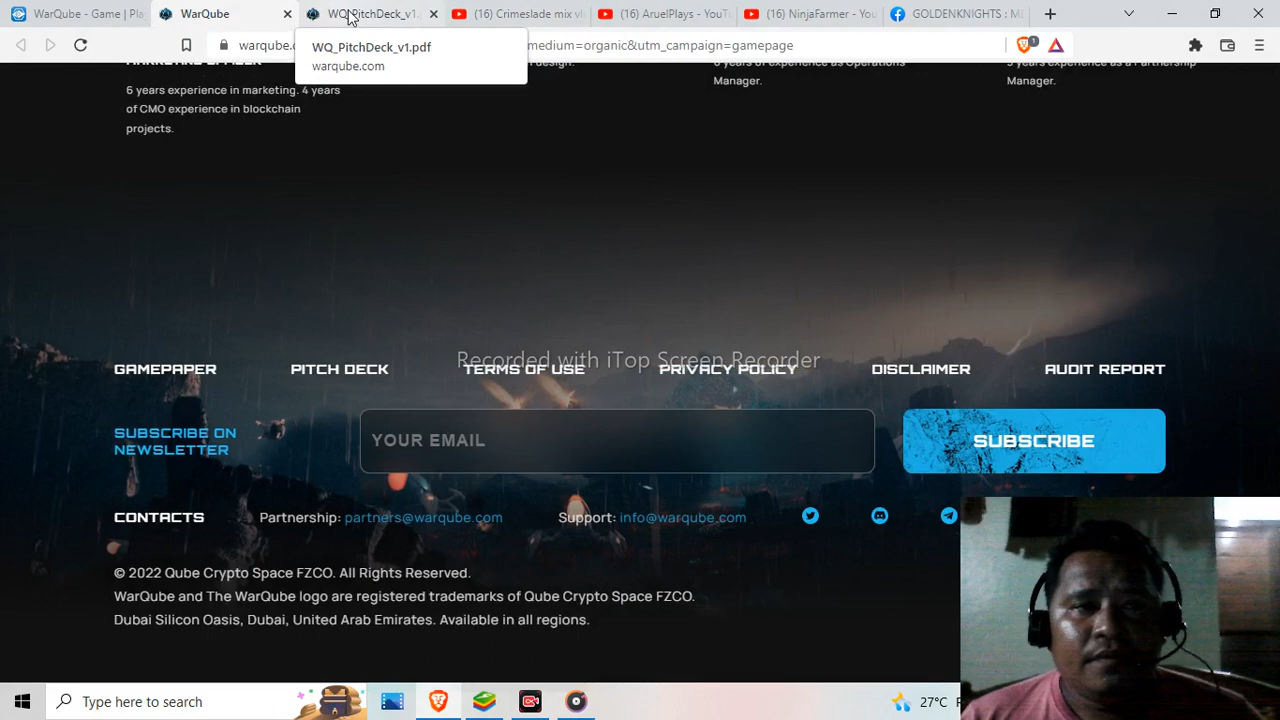 WarQube - Game | Pla
WarQube
WQ_PitchDeck_v1.
(16) Crimeslade mix vl
(16) AruelPlays - YouTu
(16) NinjaFarmer - You
GOLDENKNIGHTS : M
warqube.c
medium=organic&utm_campaign=gamepage
1
WQ_PitchDeck_v1.pdf
warqube.com
6 years experience in marketing. 4 years
of CMO experience in blockchain
projects.
design.
Manager.
Manager.
Recorded with iTop Screen Recorder
GAMEPAPER
PITCH DECK
TERMS OF USE
PRIVACY POLICY
DISCLAIMER
AUDIT REPORT
SUBSCRIBE ON
NEWSLETTER
YOUR EMAIL
SUBSCRIBE
CONTACTS
Partnership: partners@warqube.com
Support: info@warqube.com
© 2022 Qube Crypto Space FZCO. All Rights Reserved.
WarQube and The WarQube logo are registered trademarks of Qube Crypto Space FZCO.
Dubai Silicon Oasis, Dubai, United Arab Emirates. Available in all regions.
Type here to search
27°C